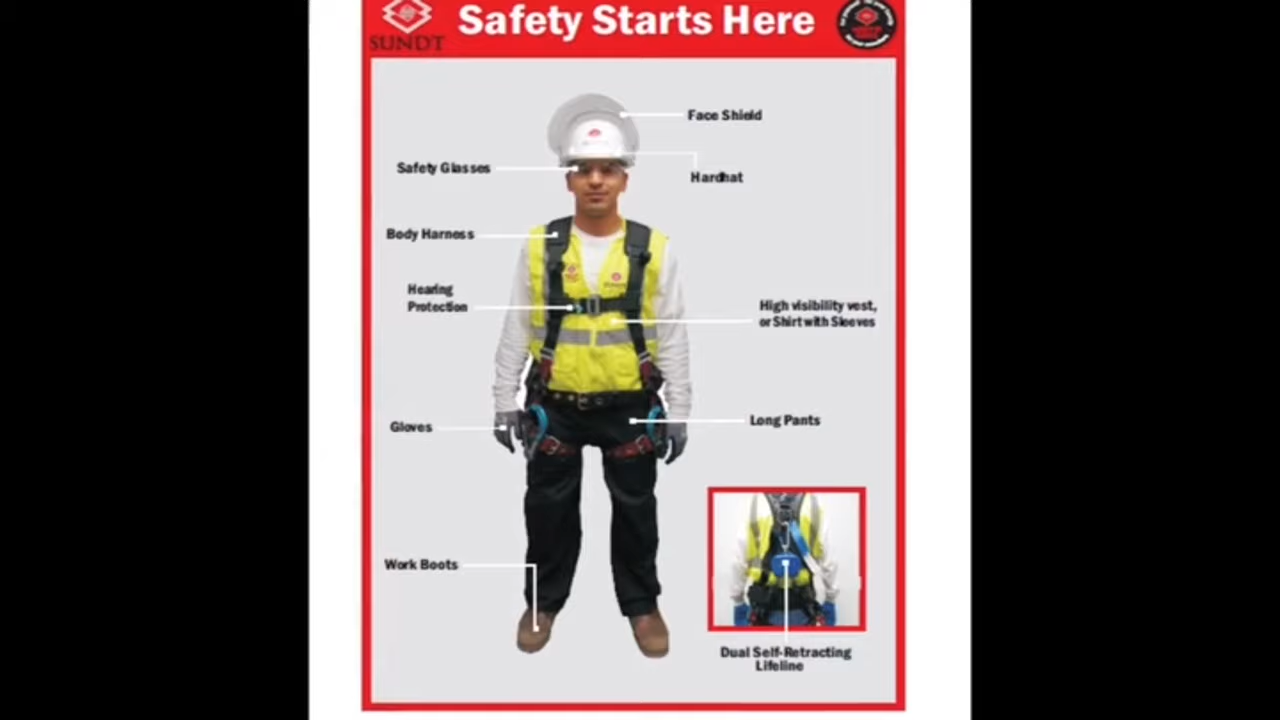 Safety Starts Here
SUNDT
Face Shield
Safety Glasses
Hardhat
Body Harness
Hearing
Protection
High visibility vest,
or Shirt with Sleeves
Gloves
Long Pants
Work Boots
Dual Self-Retracting
Lifeline